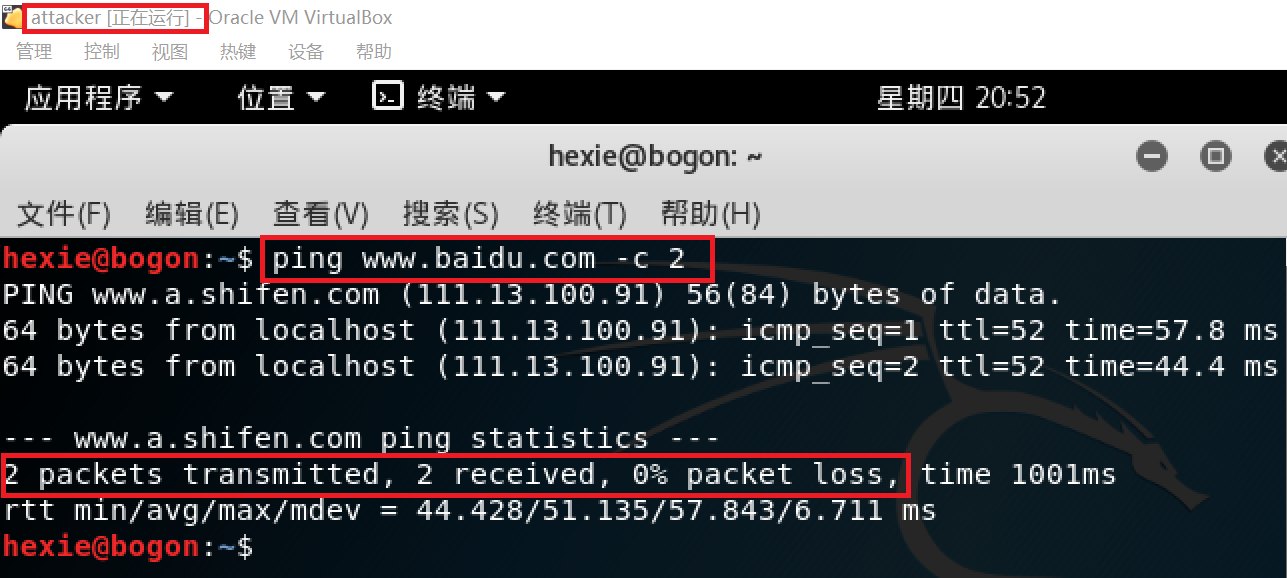 attacker [正在运行] - Oracle VM VirtualBox
管理 控制 视图 热键 设备 帮助
应用程序 位置 终端 星期四 20:52
hexie@bogon: ~
文件(F) 编辑(E) 查看(V) 搜索(S) 终端(T) 帮助(H)
hexie@bogon:~$ ping www.baidu.com -c 2
PING www.a.shifen.com (111.13.100.91) 56(84) bytes of data.
64 bytes from localhost (111.13.100.91): icmp_seq=1 ttl=52 time=57.8 ms
64 bytes from localhost (111.13.100.91): icmp_seq=2 ttl=52 time=44.4 ms
--- www.a.shifen.com ping statistics ---
2 packets transmitted, 2 received, 0% packet loss, time 1001ms
rtt min/avg/max/mdev = 44.428/51.135/57.843/6.711 ms
hexie@bogon:~$